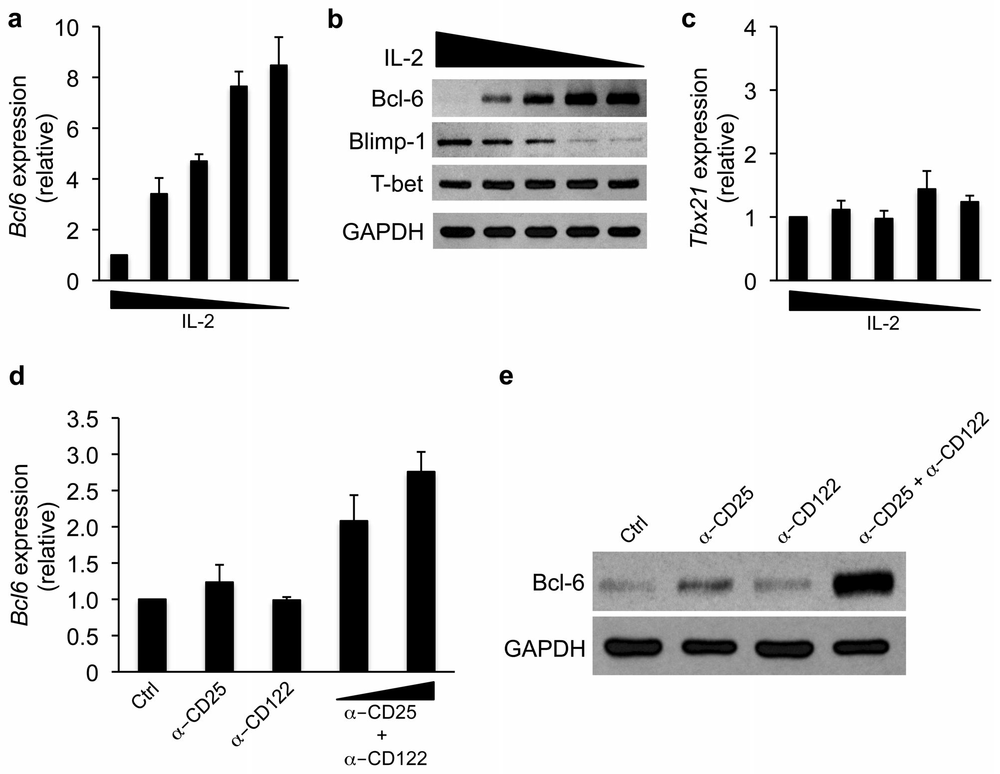 a
10
8
6
4
2
0
Bcl6 expression
(relative)
IL-2
b
IL-2
Bcl-6
Blimp-1
T-bet
GAPDH
c
4
3
2
1
0
Tbx21 expression
(relative)
IL-2
d
3.5
3.0
2.5
2.0
1.5
1.0
0.5
0
Bcl6 expression
(relative)
Ctrl
α−CD25
α−CD122
α−CD25
+
α−CD122
e
Ctrl
α−CD25
α−CD122
α−CD25 + α−CD122
Bcl-6
GAPDH